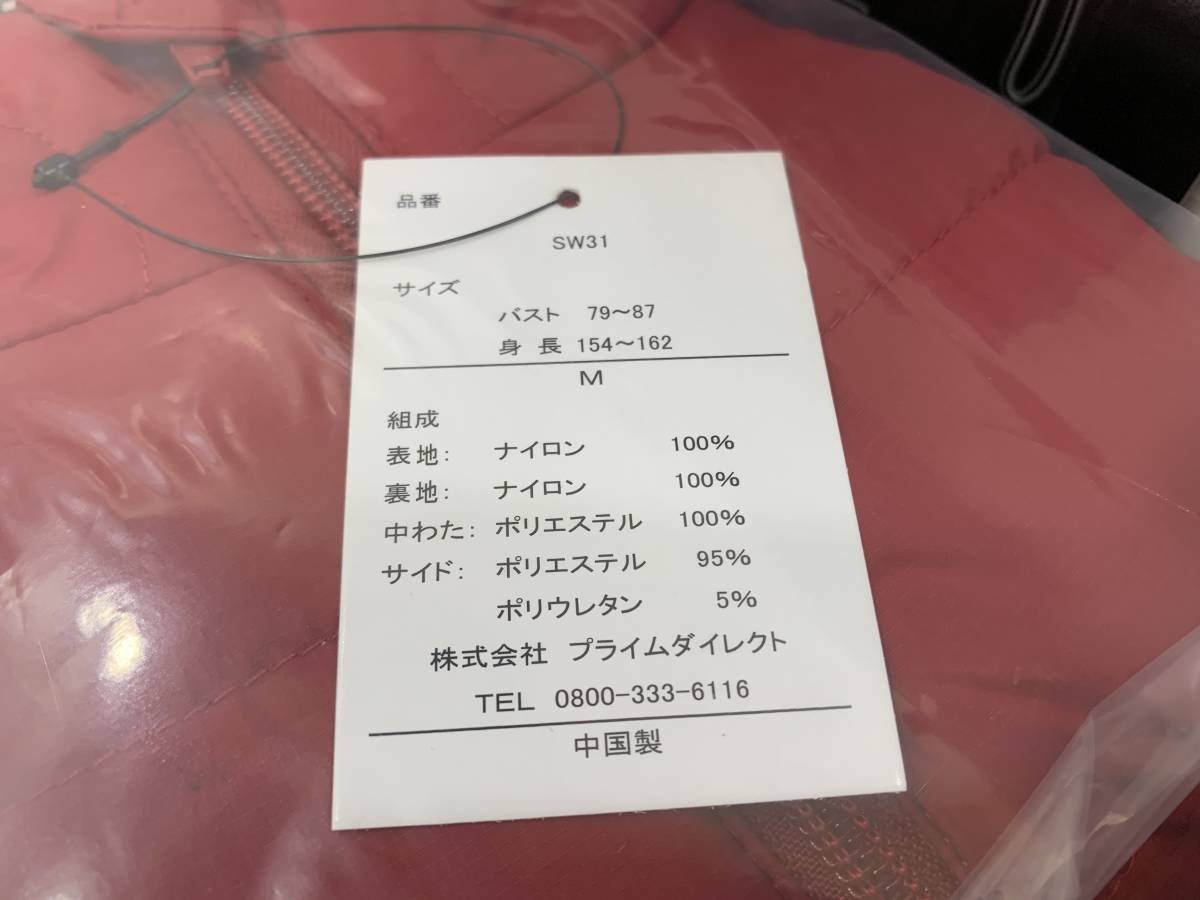 品番
SW31
サイズ
バスト 79～87
身長 154～162
M
組成
表地: ナイロン 100%
裏地: ナイロン 100%
中わた: ポリエステル 100%
サイド: ポリエステル 95%
ポリウレタン 5%
株式会社 プライムダイレクト
TEL 0800-333-6116
中国製